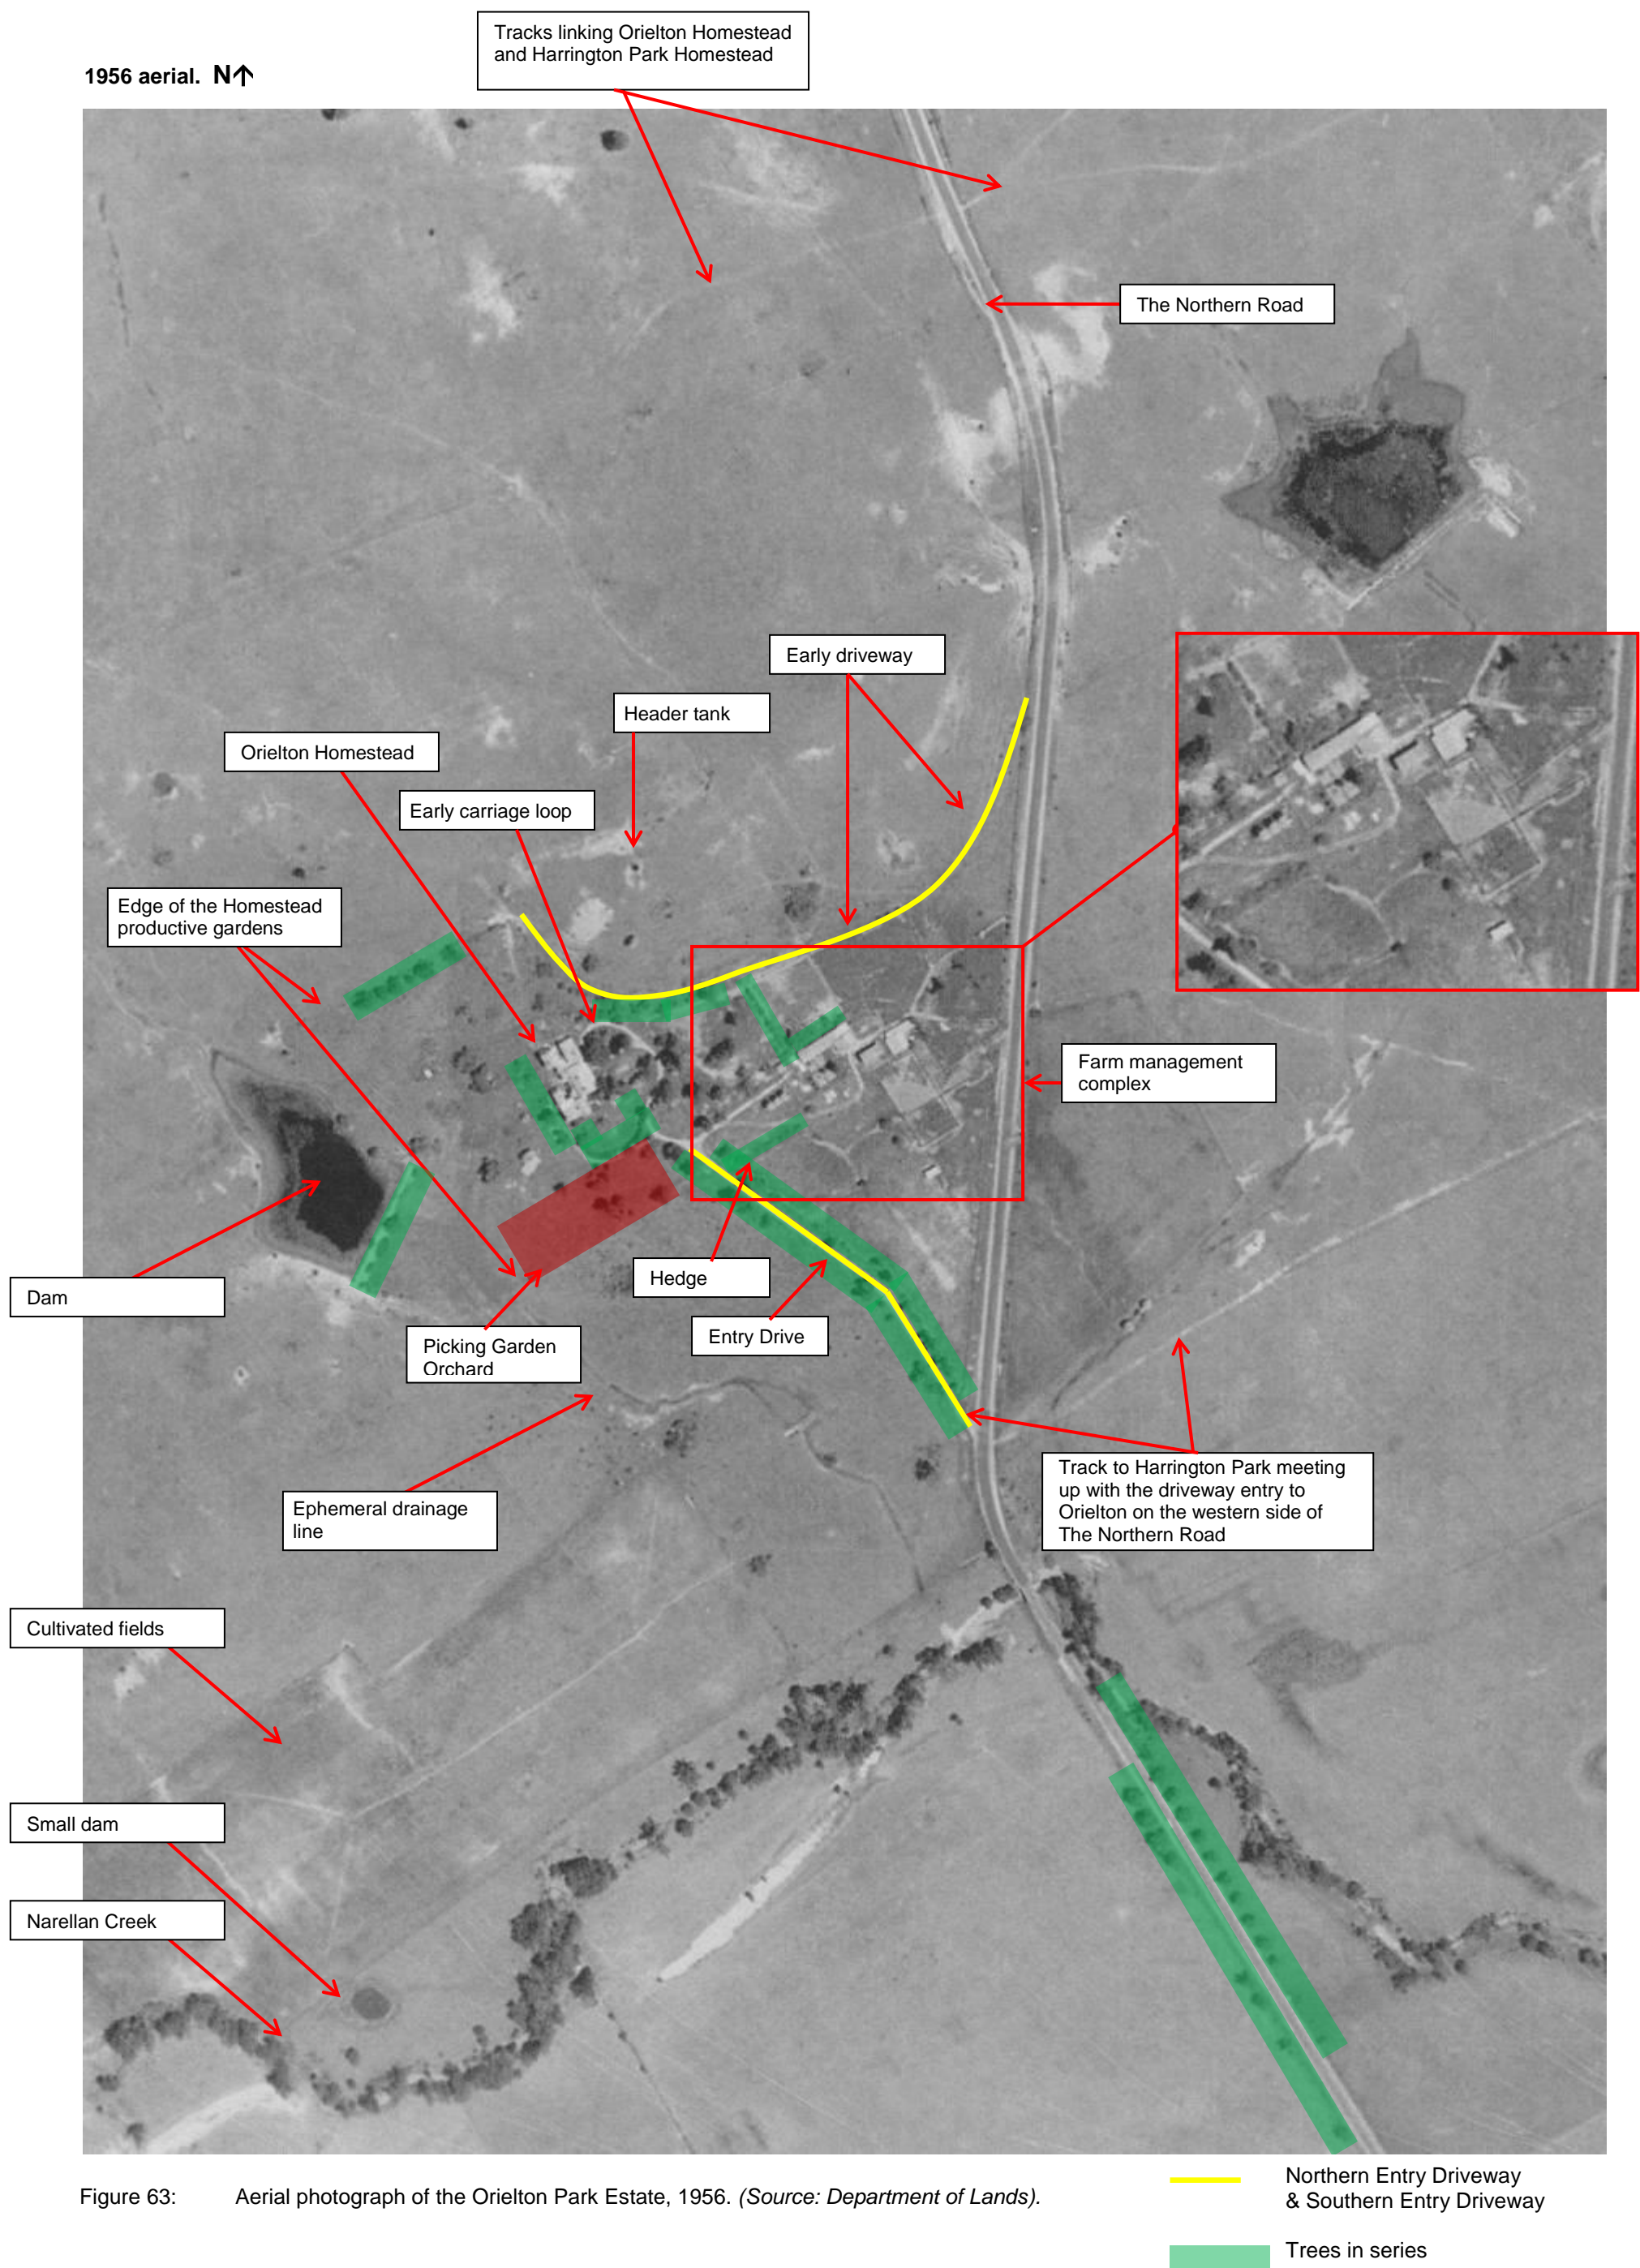 Tracks linking Orielton Homestead
and Harrington Park Homestead
1956 aerial. N↑
The Northern Road
Early driveway
Header tank
Orielton Homestead
Early carriage loop
Edge of the Homestead
productive gardens
Farm management
complex
Dam
Hedge
Picking Garden
Orchard
Entry Drive
Track to Harrington Park meeting
up with the driveway entry to
Orielton on the western side of
The Northern Road
Ephemeral drainage
line
Cultivated fields
Small dam
Narellan Creek
Northern Entry Driveway
& Southern Entry Driveway
Figure 63: Aerial photograph of the Orielton Park Estate, 1956. (Source: Department of Lands).
Trees in series